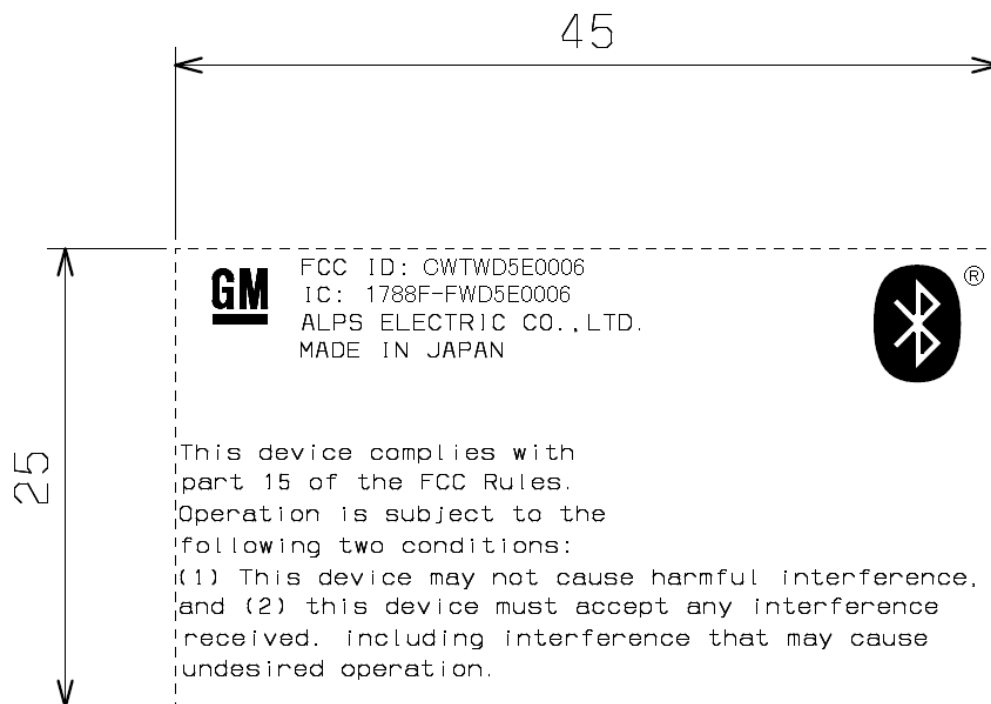 45
GM
FCC ID: CWTWD5E0006
IC: 1788F-FWD5E0006
ALPS ELECTRIC CO.,LTD.
MADE IN JAPAN
®
25
This device complies with
part 15 of the FCC Rules.
Operation is subject to the
following two conditions:
(1) This device may not cause harmful interference,
and (2) this device must accept any interference
received. including interference that may cause
undesired operation.